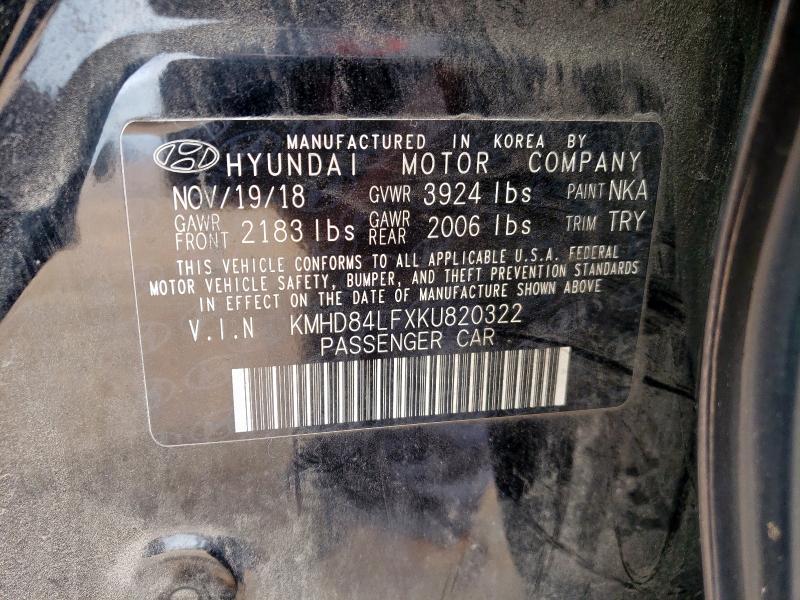 MANUFACTURED IN KOREA BY
HYUNDAI MOTOR COMPANY
NOV/19/18 GVWR 3924 lbs PAINT NKA
GAWR FRONT 2183 lbs GAWR REAR 2006 lbs TRIM TRY
THIS VEHICLE CONFORMS TO ALL APPLICABLE U.S.A. FEDERAL
MOTOR VEHICLE SAFETY, BUMPER, AND THEFT PREVENTION STANDARDS
IN EFFECT ON THE DATE OF MANUFACTURE SHOWN ABOVE
V.I.N KMHD84LFXKU820322
PASSENGER CAR